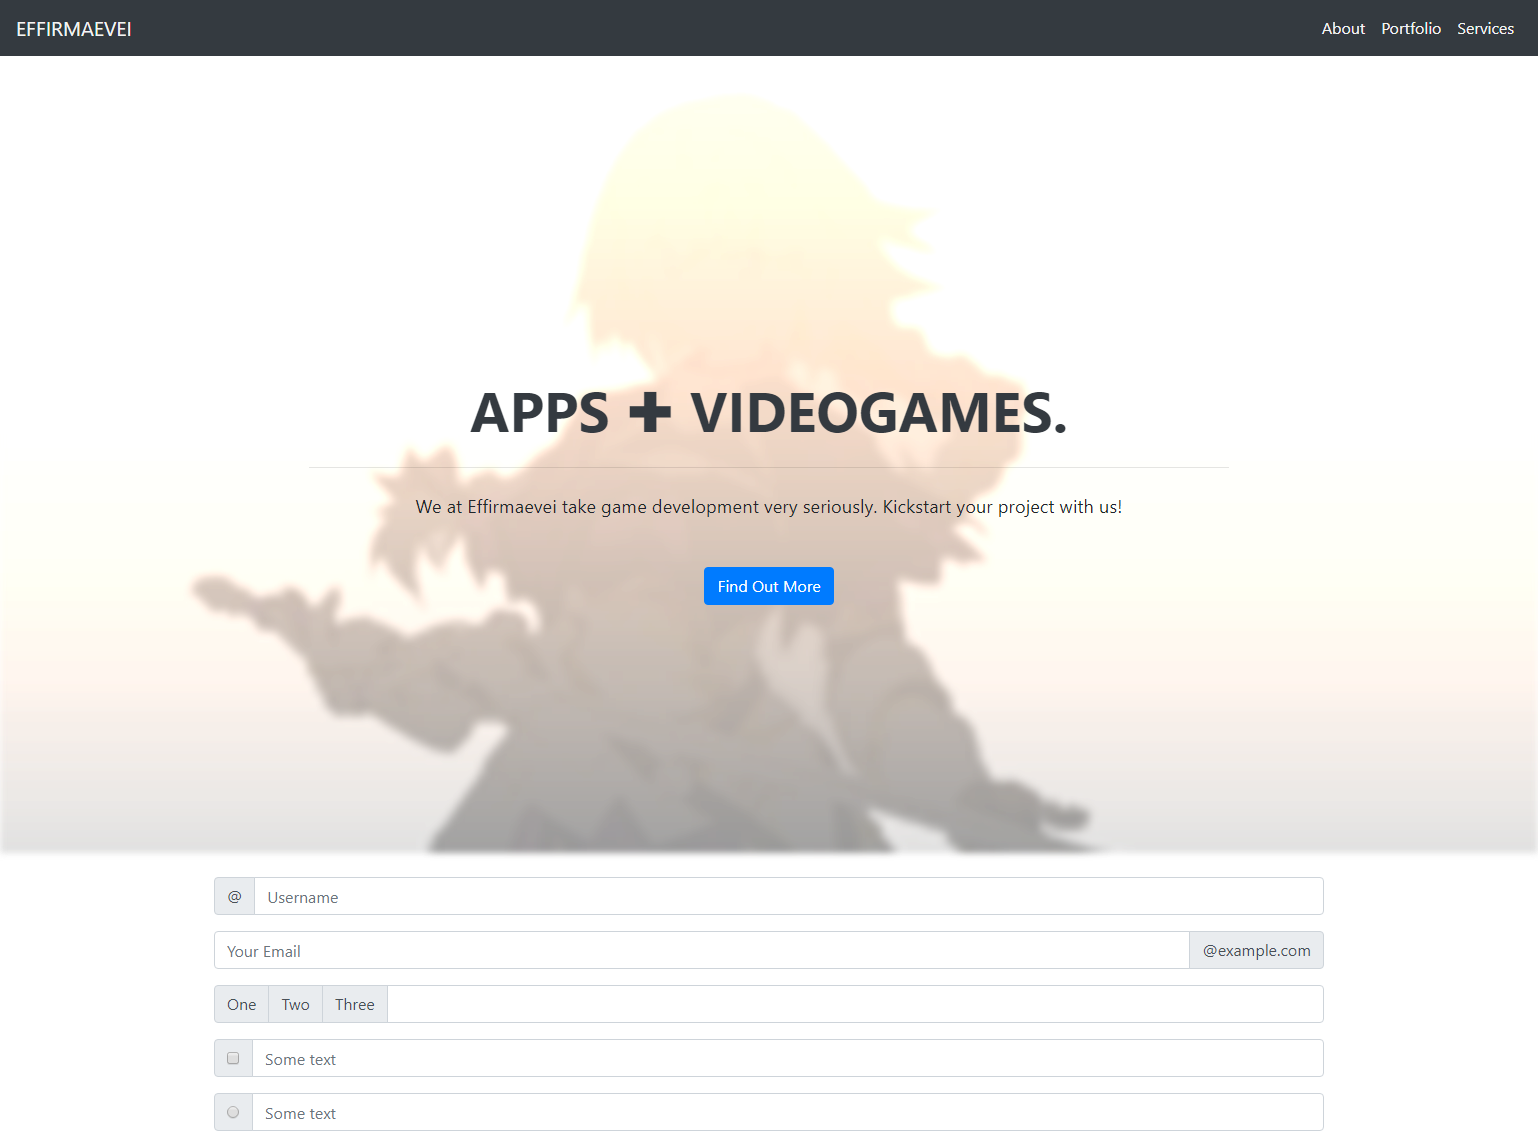 EFFIRMAEVEI
About Portfolio Services
APPS + VIDEOGAMES.
We at Effirmaevei take game development very seriously. Kickstart your project with us!
Find Out More
@ Username
Your Email @example.com
One Two Three
Some text
Some text